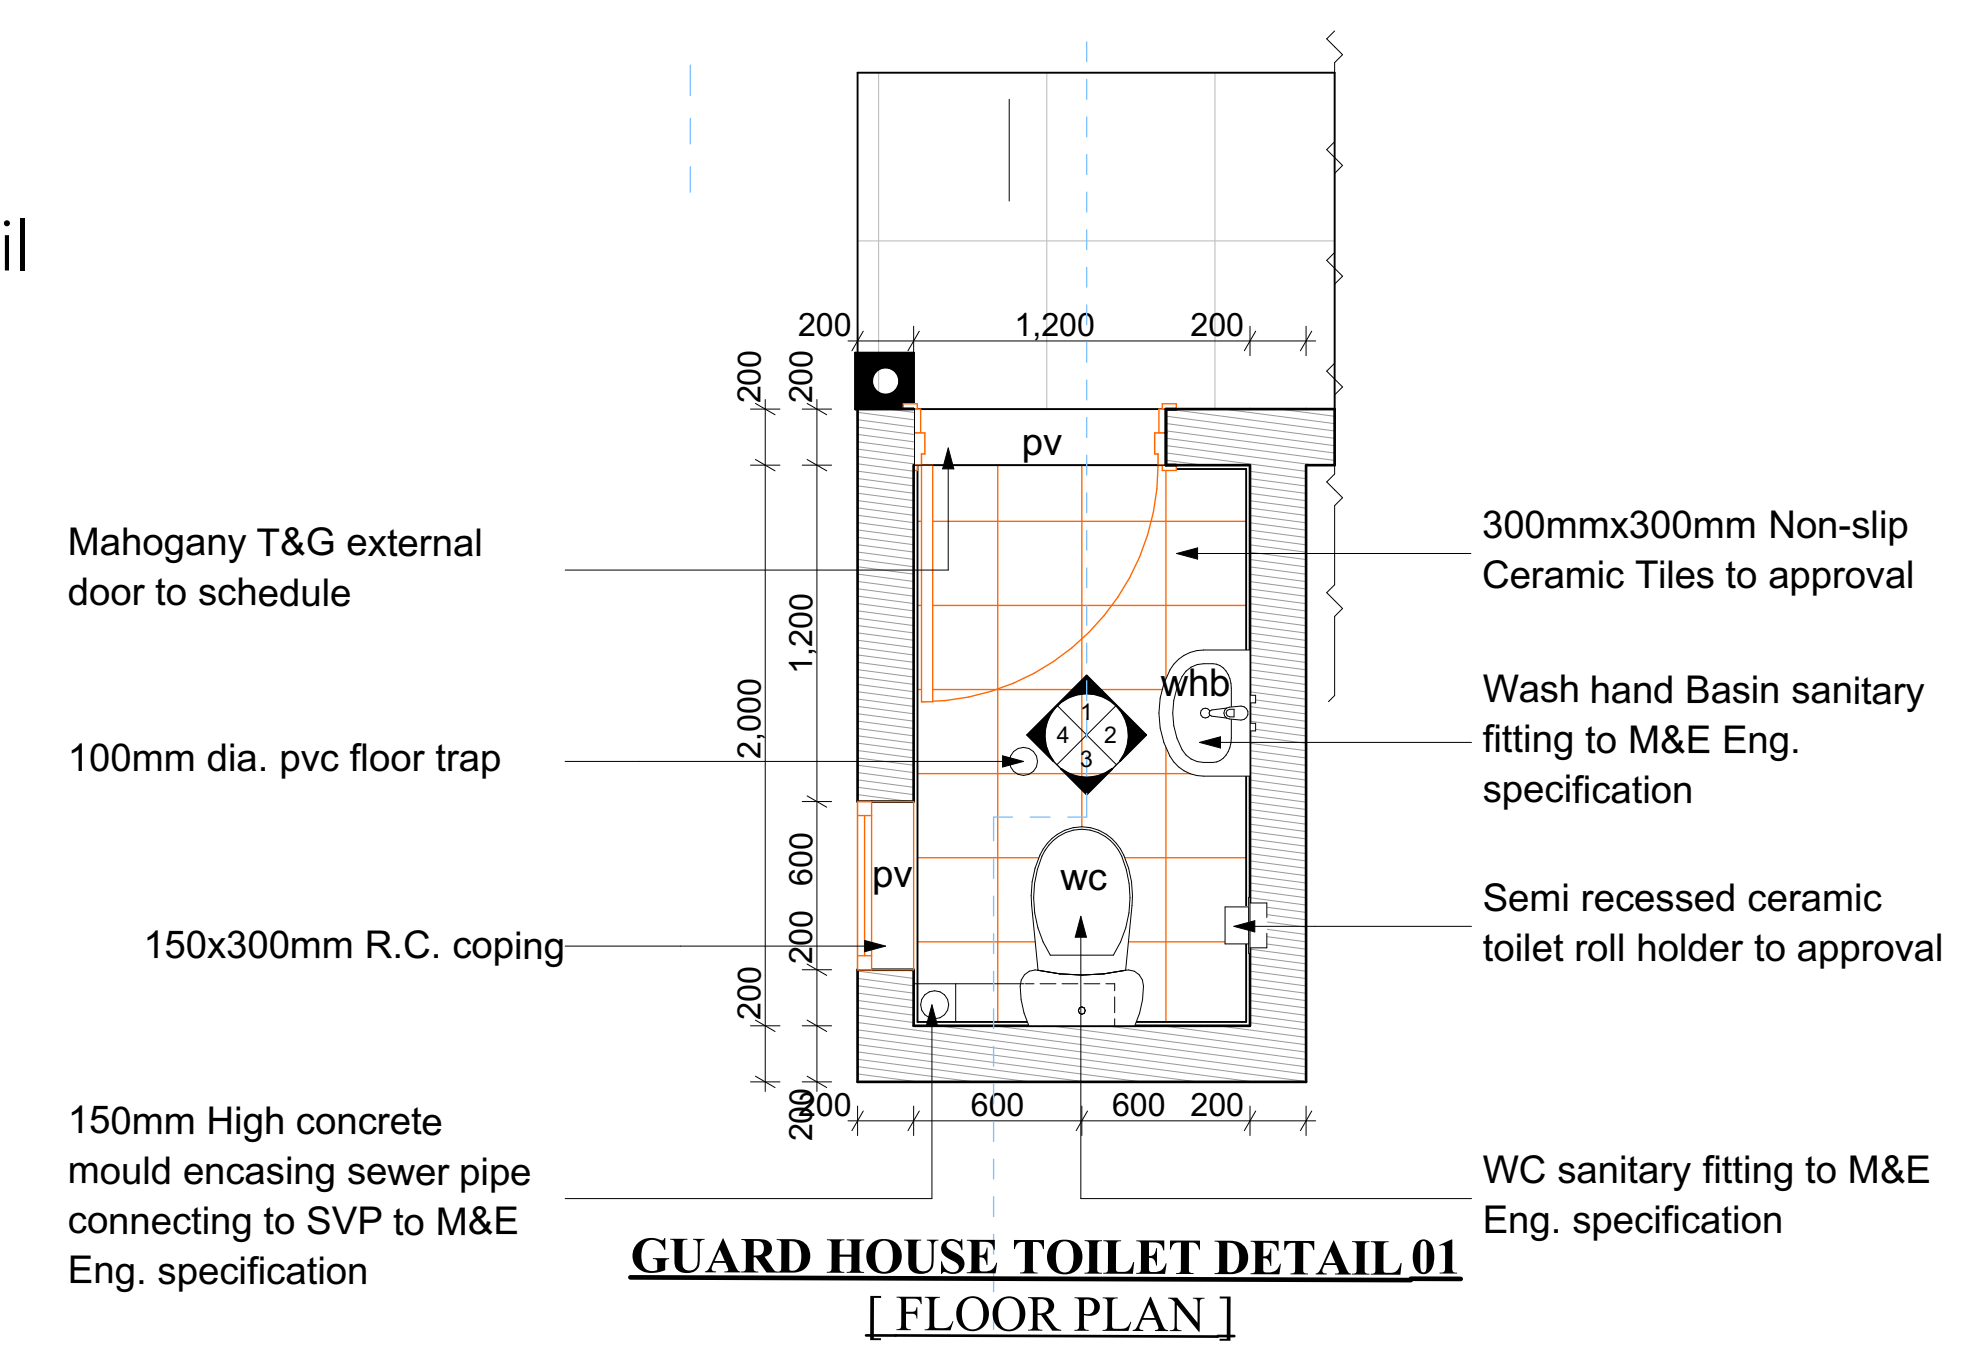 il
200
1,200
200
200
200
pv
Mahogany T&G external
door to schedule
300mmx300mm Non-slip
Ceramic Tiles to approval
1,200
2,000
whb
Wash hand Basin sanitary
fitting to M&E Eng.
specification
1
4
2
3
100mm dia. pvc floor trap
600
pv
wc
Semi recessed ceramic
toilet roll holder to approval
150x300mm R.C. coping
200
200
200
200
600
600
200
150mm High concrete
mould encasing sewer pipe
connecting to SVP to M&E
Eng. specification
WC sanitary fitting to M&E
Eng. specification
GUARD HOUSE TOILET DETAIL 01
[ FLOOR PLAN ]